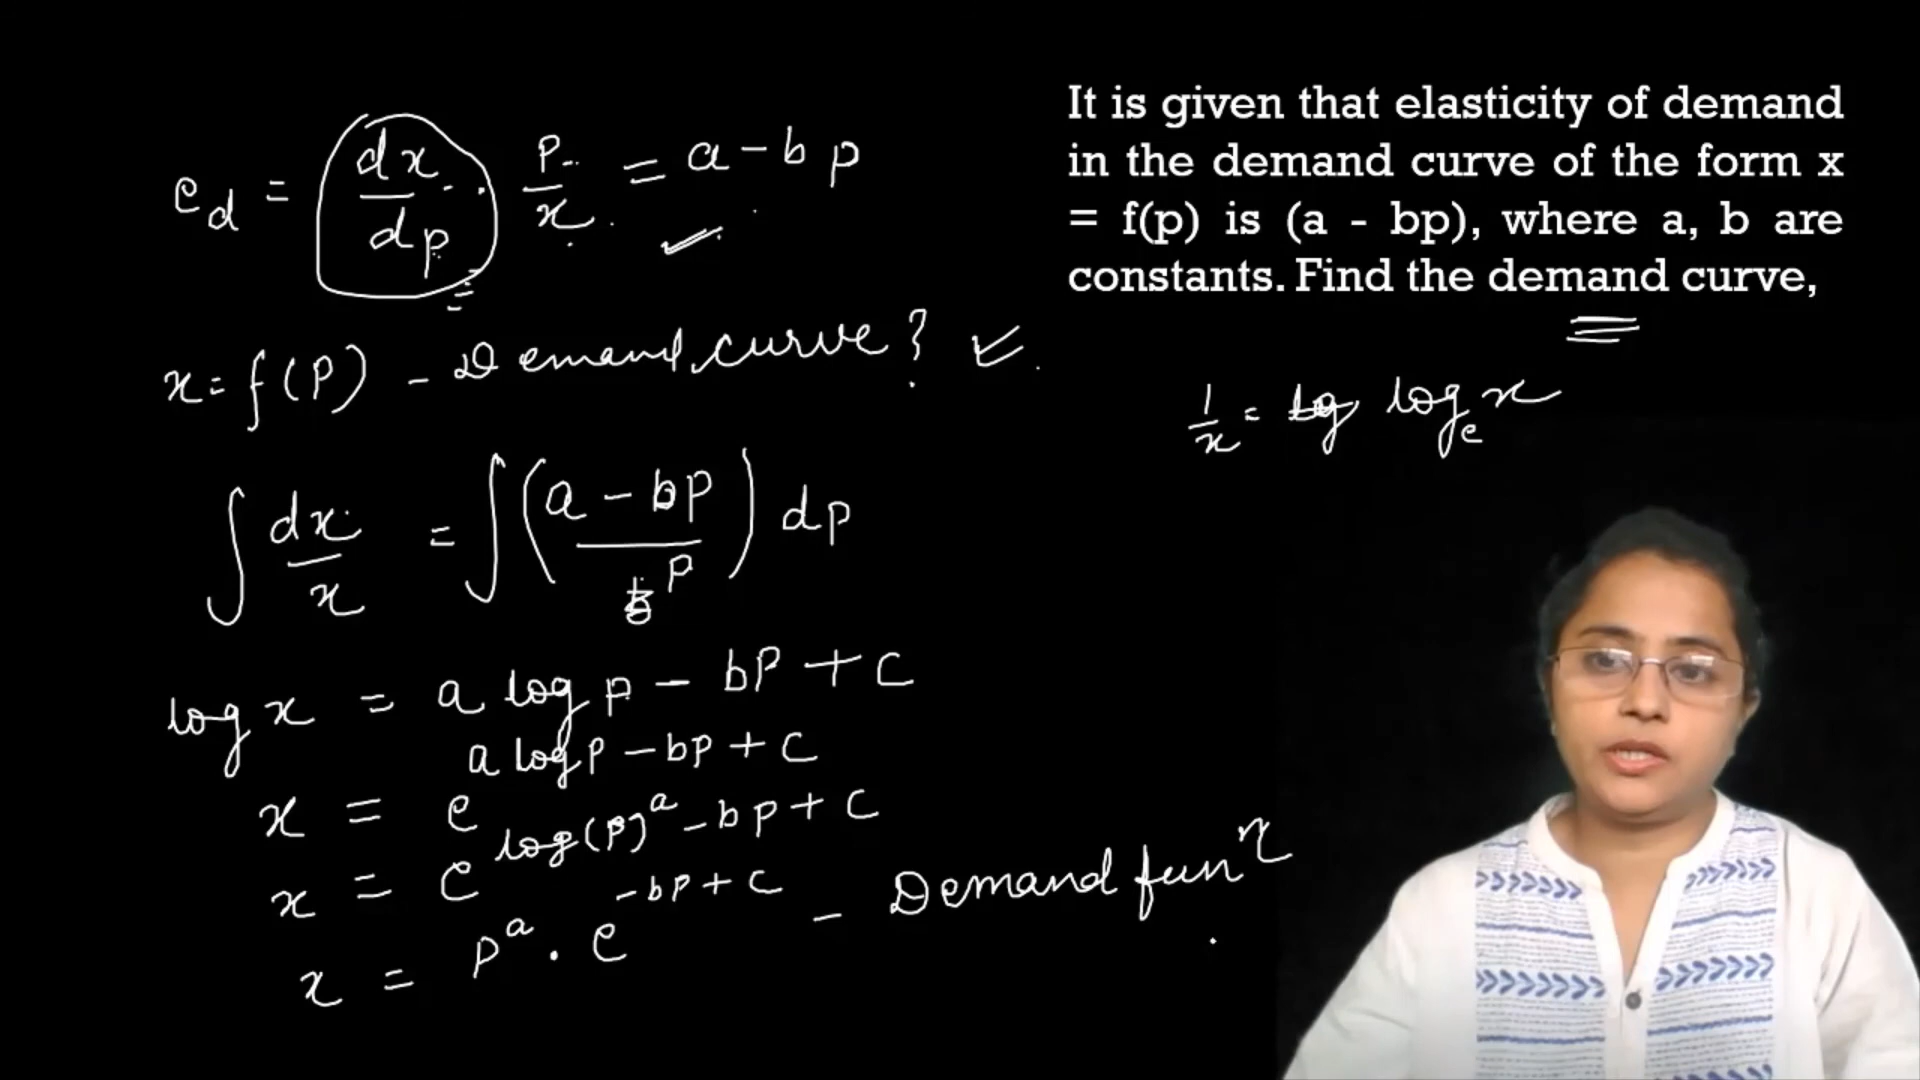 It is given that elasticity of demand
in the demand curve of the form x
= f(p) is (a - bp), where a, b are
constants. Find the demand curve,
e_d = dx/dp . p/x = a - bp
x = f(p) - Demand curve?
1/x = log_e x
∫ dx/x = ∫ (a - bp / p) dp
log x = a log p - bp + c
x = e^(a log p - bp + c)
x = e^(log(p)^a - bp + c)
x = p^a . e^(-bp + c) - Demand fun^n